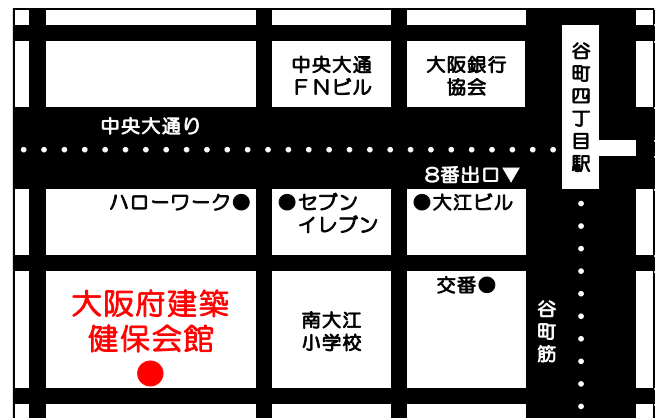 中央大通
FNビル
大阪銀行
協会
谷町四丁目駅
中央大通り
8番出口▼
ハローワーク●
●セブン
イレブン
●大江ビル
交番●
大阪府建築
健保会館
南大江
小学校
谷町筋